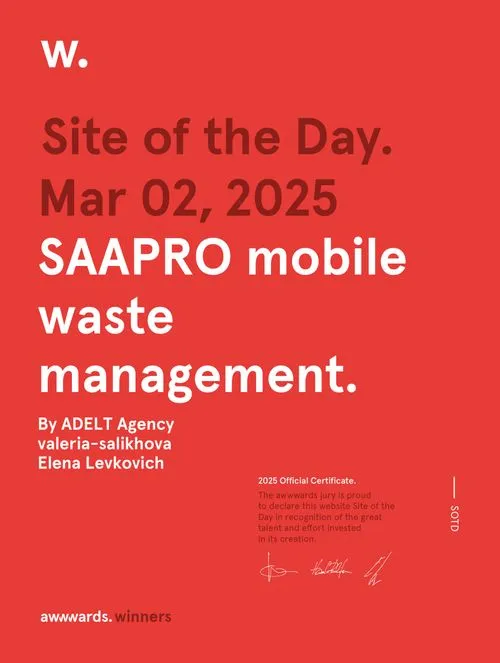 w.
Site of the Day.
Mar 02, 2025
SAAPRO mobile
waste
management.
By ADELT Agency
valeria-salikhova
Elena Levkovich
2025 Official Certificate.
The awwwards jury is proud
to declare this website Site of the
Day in recognition of the great
talent and effort invested
in its creation.
SOTD
awwwards.winners